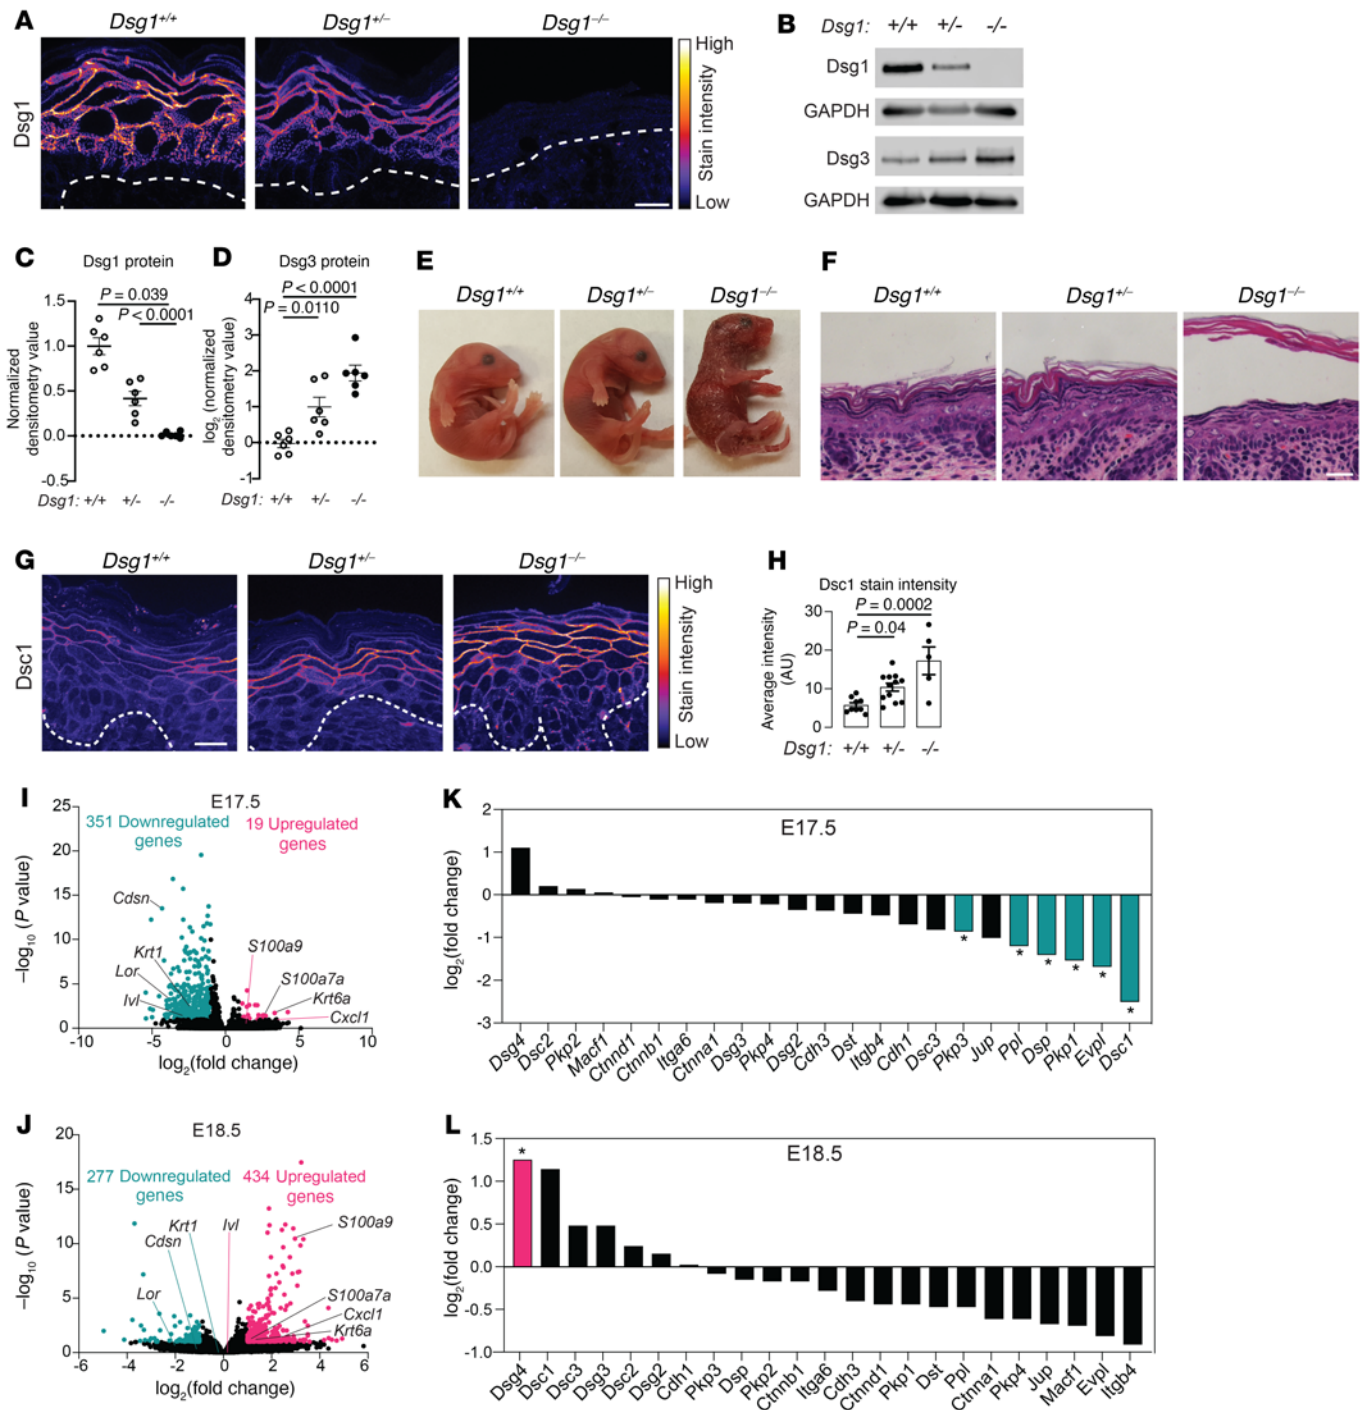 A
Dsg1+/+
Dsg1+/–
Dsg1–/–
Dsg1
High
Stain intensity
Low
B
Dsg1: +/+ +/- -/-
Dsg1
GAPDH
Dsg3
GAPDH
C
Dsg1 protein
P = 0.039
P < 0.0001
Normalized
densitometry value
1.5
1.0
0.5
0.0
-0.5
Dsg1: +/+ +/- -/-
D
Dsg3 protein
P < 0.0001
P = 0.0110
log2 (normalized
densitometry value)
4
3
2
1
0
-1
Dsg1: +/+ +/- -/-
E
Dsg1+/+
Dsg1+/–
Dsg1–/–
F
Dsg1+/+
Dsg1+/–
Dsg1–/–
G
Dsg1+/+
Dsg1+/–
Dsg1–/–
Dsc1
High
Stain intensity
Low
H
Dsc1 stain intensity
P = 0.0002
P = 0.04
Average intensity
(AU)
30
20
10
0
Dsg1: +/+ +/- -/-
I
E17.5
351 Downregulated
genes
19 Upregulated
genes
–log10 (P value)
25
20
15
10
5
0
Cdsn
Krt1
Lor
Ivl
S100a9
S100a7a
Krt6a
Cxcl1
-10 -5 0 5 10
log2(fold change)
K
E17.5
log2(fold change)
2
1
0
-1
-2
-3
* * * * * *
Dsg4 Dsc2 Pkp2 Macf1 Ctnnd1 Ctnnb1 Itga6 Ctnna1 Dsg3 Pkp4 Dsg2 Cdh3 Dst Itgb4 Cdh1 Dsc3 Pkp3 Jup Ppl Dsp Pkp1 Evpl Dsc1
J
E18.5
277 Downregulated
genes
434 Upregulated
genes
–log10 (P value)
20
15
10
5
0
Krt1
Ivl
Cdsn
Lor
S100a9
S100a7a
Cxcl1
Krt6a
-6 -4 -2 0 2 4 6
log2(fold change)
L
E18.5
log2(fold change)
1.5
1.0
0.5
0.0
-0.5
-1.0
*
Dsg4 Dsc1 Dsc3 Dsg3 Dsc2 Dsg2 Cdh1 Pkp3 Dsp Pkp2 Ctnnb1 Itga6 Cdh3 Ctnnd1 Pkp1 Dst Ppl Ctnna1 Pkp4 Jup Macf1 Evpl Itgb4